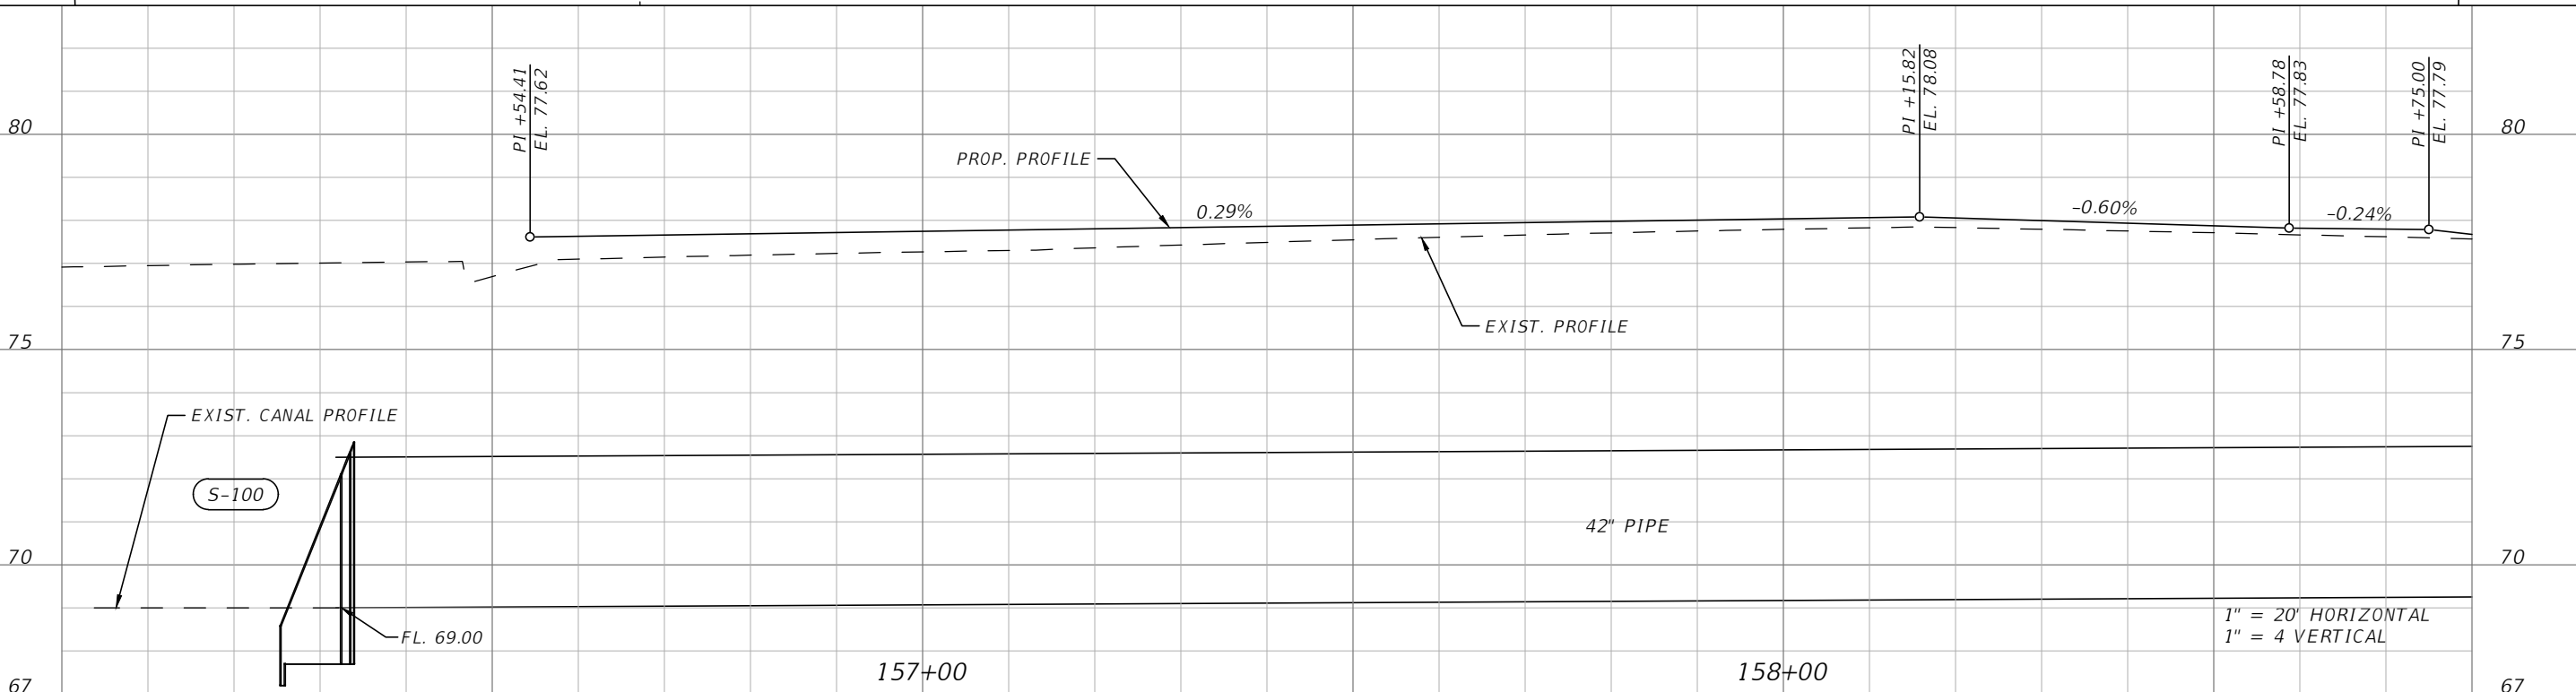 PI +54.41
EL. 77.62
PI +15.82
EL. 78.08
PI +58.78
EL. 77.83
PI +75.00
EL. 77.79
80
80
PROP. PROFILE
0.29%
-0.60%
-0.24%
EXIST. PROFILE
75
75
EXIST. CANAL PROFILE
S-100
42" PIPE
70
70
FL. 69.00
1" = 20' HORIZONTAL
1" = 4 VERTICAL
157+00
158+00
67
67